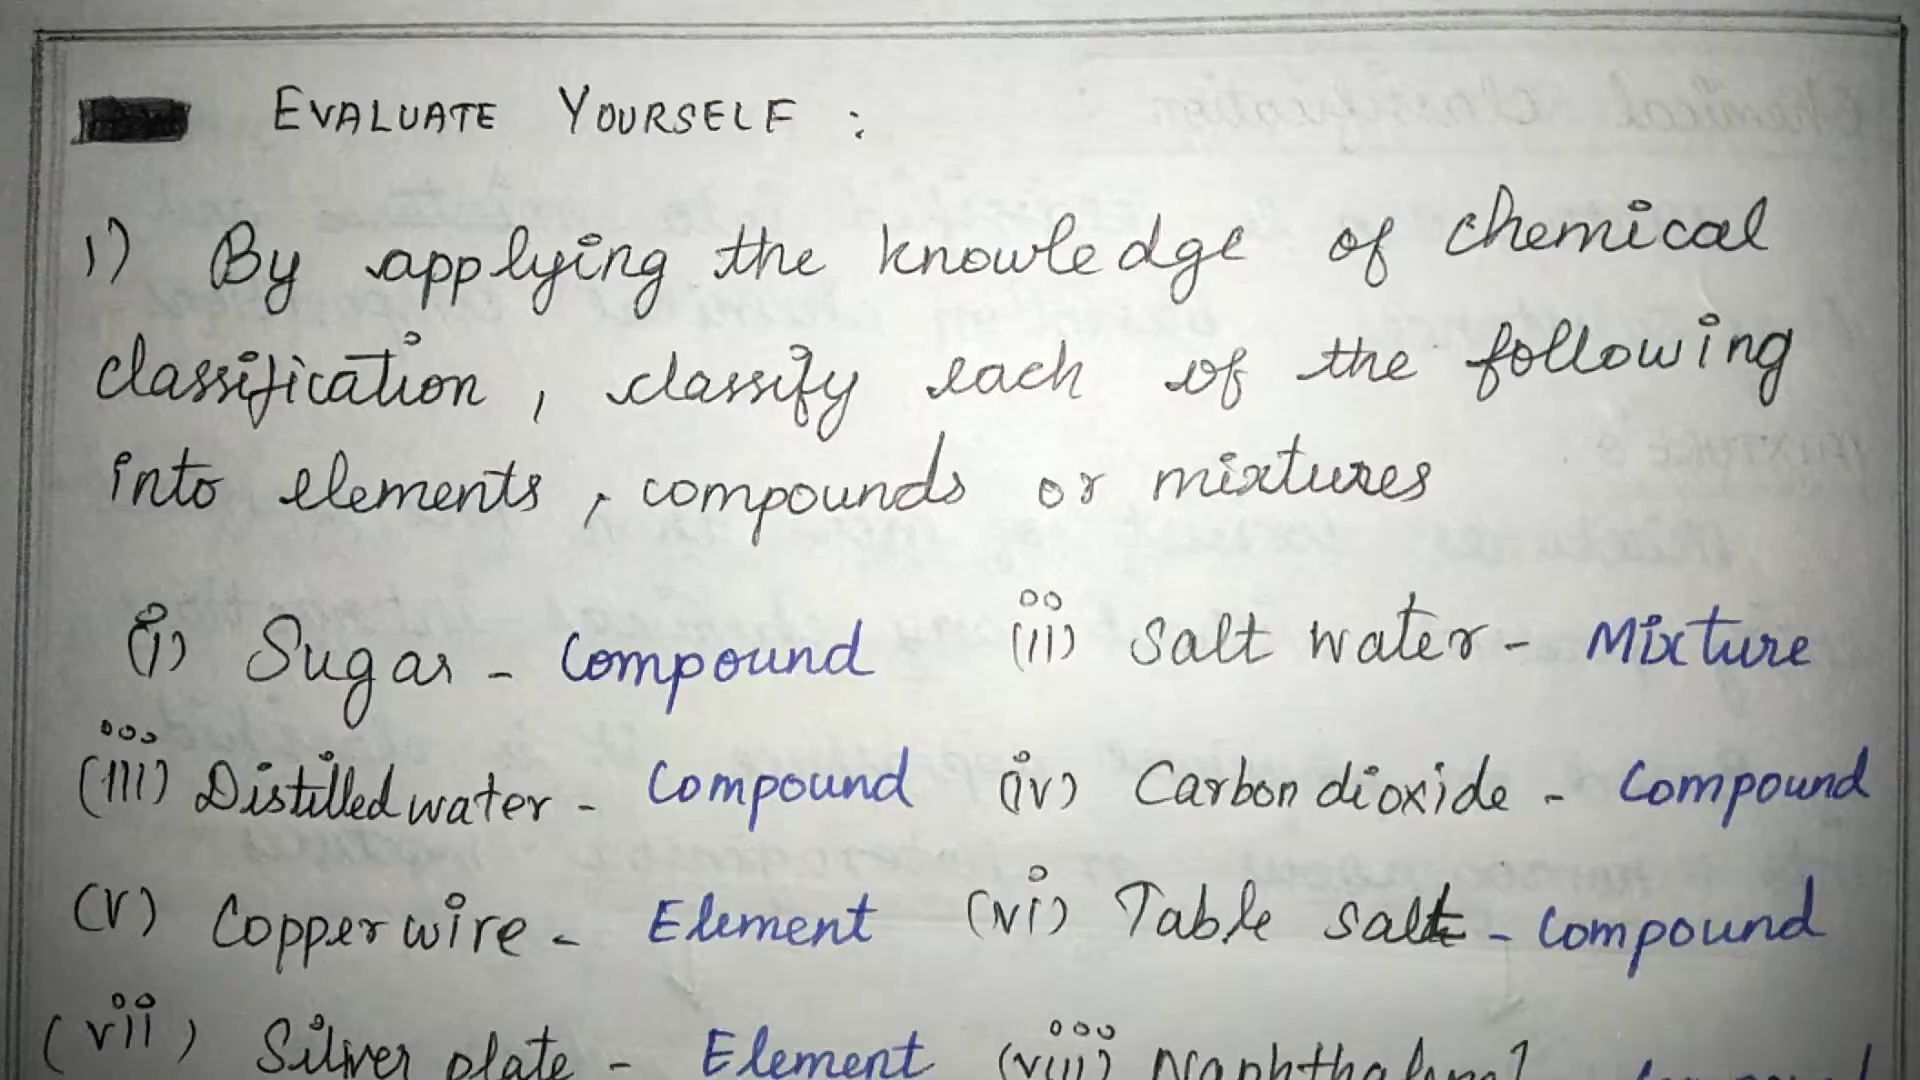 EVALUATE YOURSELF :
1) By applying the knowledge of chemical
classification, classify each of the following
into elements, compounds or mixtures
(i) Sugar - Compound (ii) Salt water - Mixture
(iii) Distilled water - Compound (iv) Carbon dioxide - Compound
(v) Copper wire - Element (vi) Table salt - Compound
(vii) Silver plate - Element (viii)